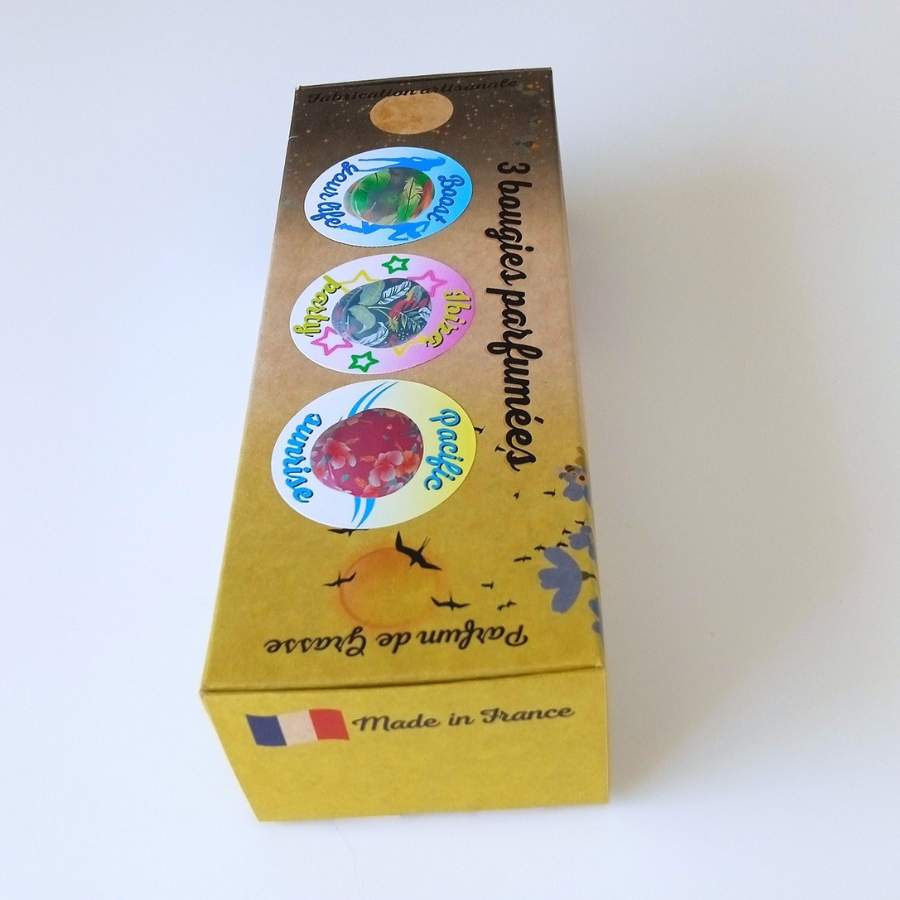 Fabrication artisanale
3 bougies parfumées
Boost
your life
Ibiza
party
Pacific
sunrise
Parfum de Grasse
Made in France